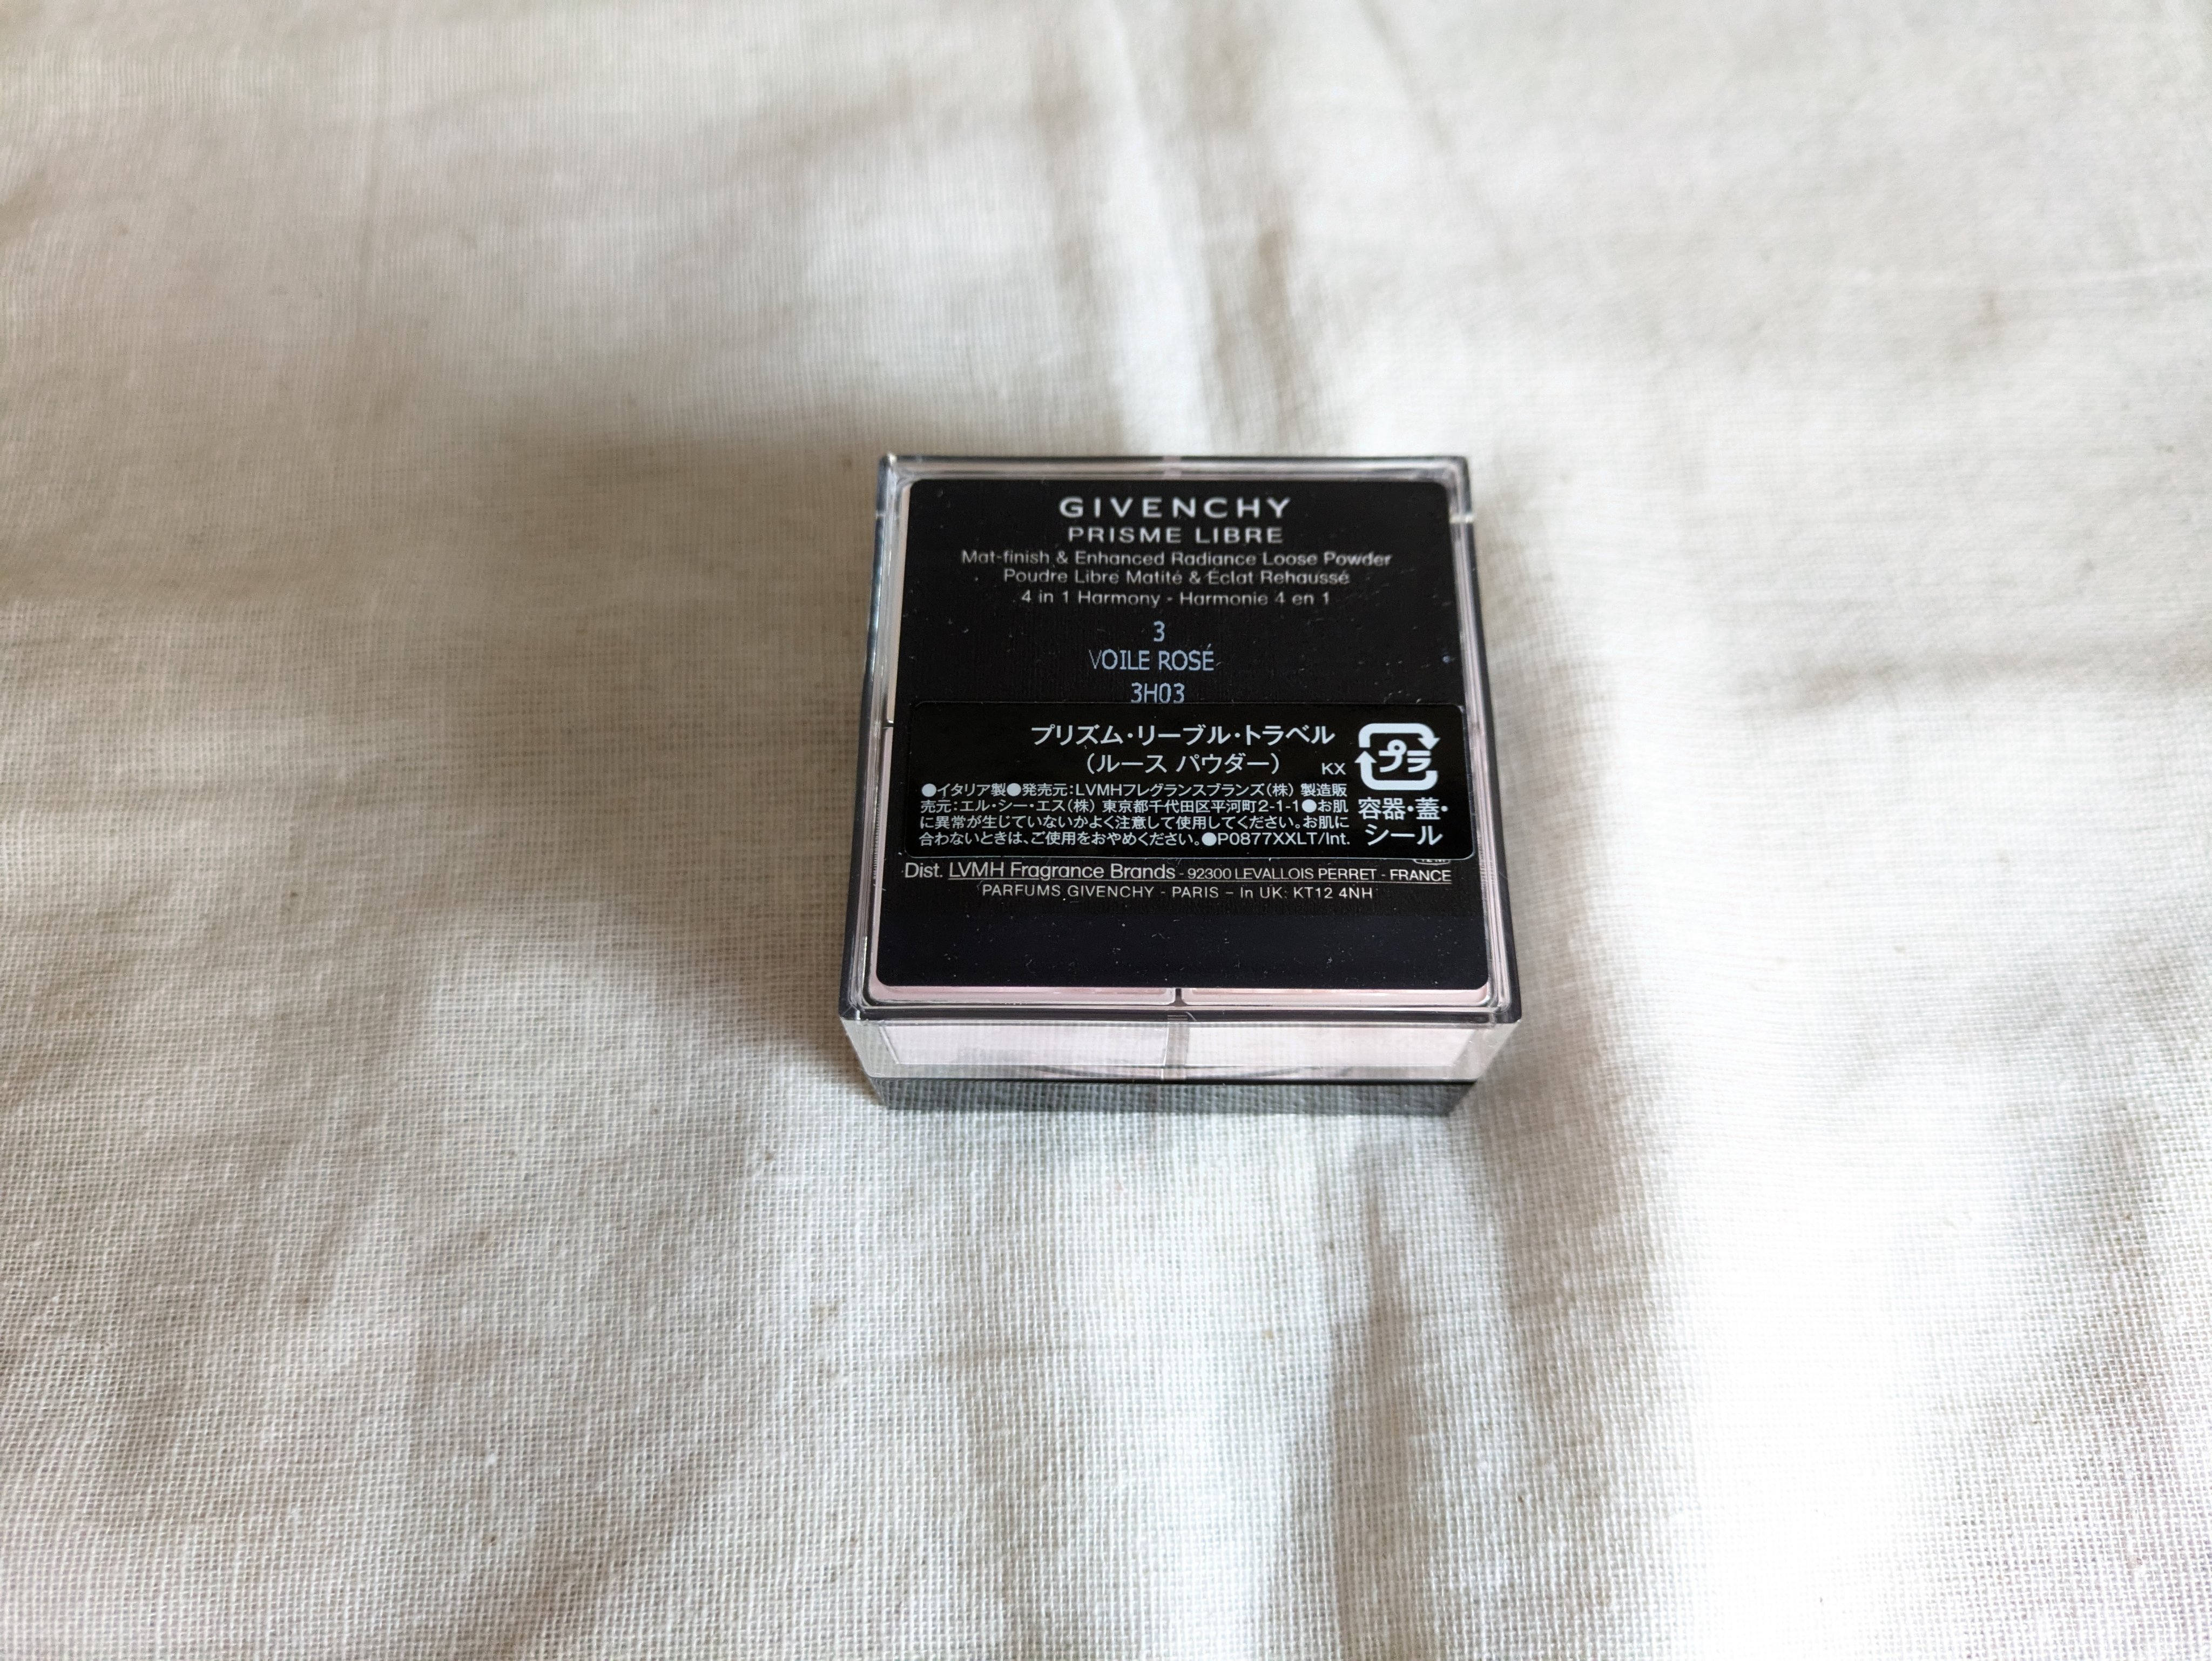 GIVENCHY
PRISME LIBRE
Mat-finish & Enhanced Radiance Loose Powder
Poudre Libre Matité & Éclat Rehaussé
4 in 1 Harmony - Harmonie 4 en 1
3
VOILE ROSÉ
3H03
プリズム・リーブル・トラベル
(ルース パウダー)
KX
プラ
●イタリア製●発売元:LVMHフレグランスブランズ(株) 製造販
売元:エル・シー・エス(株) 東京都千代田区平河町2-1-1●お肌
に異常が生じていないかよく注意して使用してください。お肌に
合わないときは、ご使用をおやめください。●P0877XXLT/Int.
容器・蓋・
シール
Dist. LVMH Fragrance Brands - 92300 LEVALLOIS PERRET - FRANCE
PARFUMS GIVENCHY - PARIS - In UK: KT12 4NH